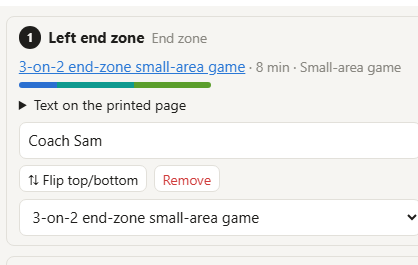 1 Left end zone End zone
3-on-2 end-zone small-area game · 8 min · Small-area game
▶ Text on the printed page
Coach Sam
⇅ Flip top/bottom Remove
3-on-2 end-zone small-area game